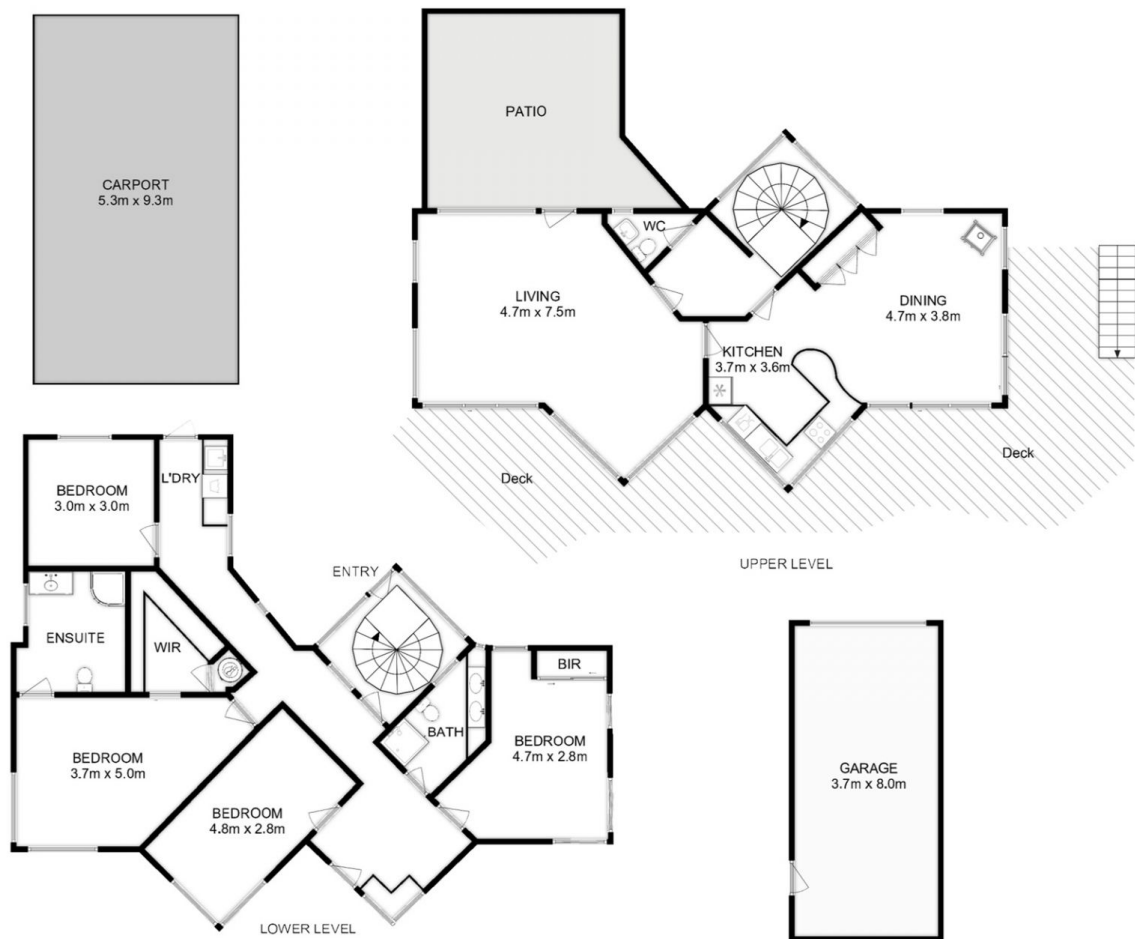 CARPORT
5.3m x 9.3m
PATIO
WC
LIVING
4.7m x 7.5m
DINING
4.7m x 3.8m
KITCHEN
3.7m x 3.6m
Deck
Deck
UPPER LEVEL
BEDROOM
3.0m x 3.0m
L'DRY
ENTRY
ENSUITE
WIR
BIR
BATH
BEDROOM
3.7m x 5.0m
BEDROOM
4.8m x 2.8m
BEDROOM
4.7m x 2.8m
LOWER LEVEL
GARAGE
3.7m x 8.0m